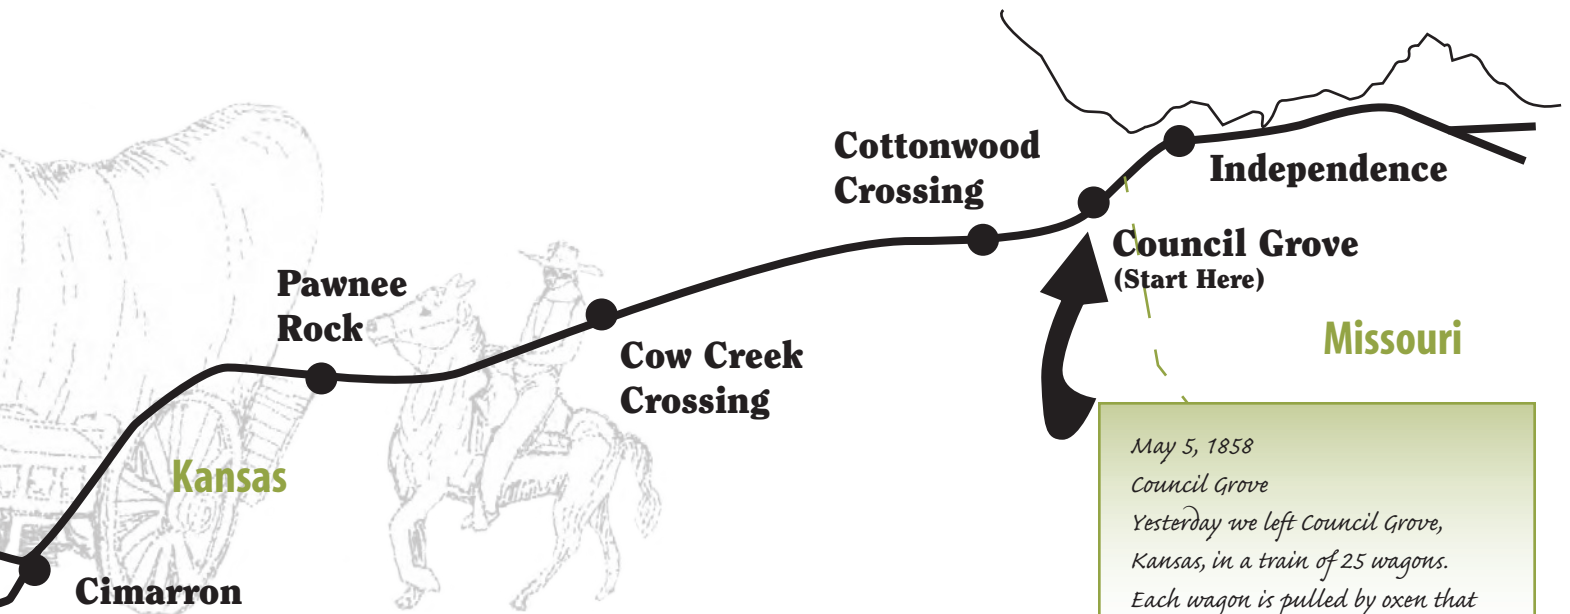 Cottonwood
Crossing
Independence
Council Grove
(Start Here)
Pawnee
Rock
Cow Creek
Crossing
Missouri
Kansas
Cimarron
May 5, 1858
Council Grove
Yesterday we left Council Grove,
Kansas, in a train of 25 wagons.
Each wagon is pulled by oxen that